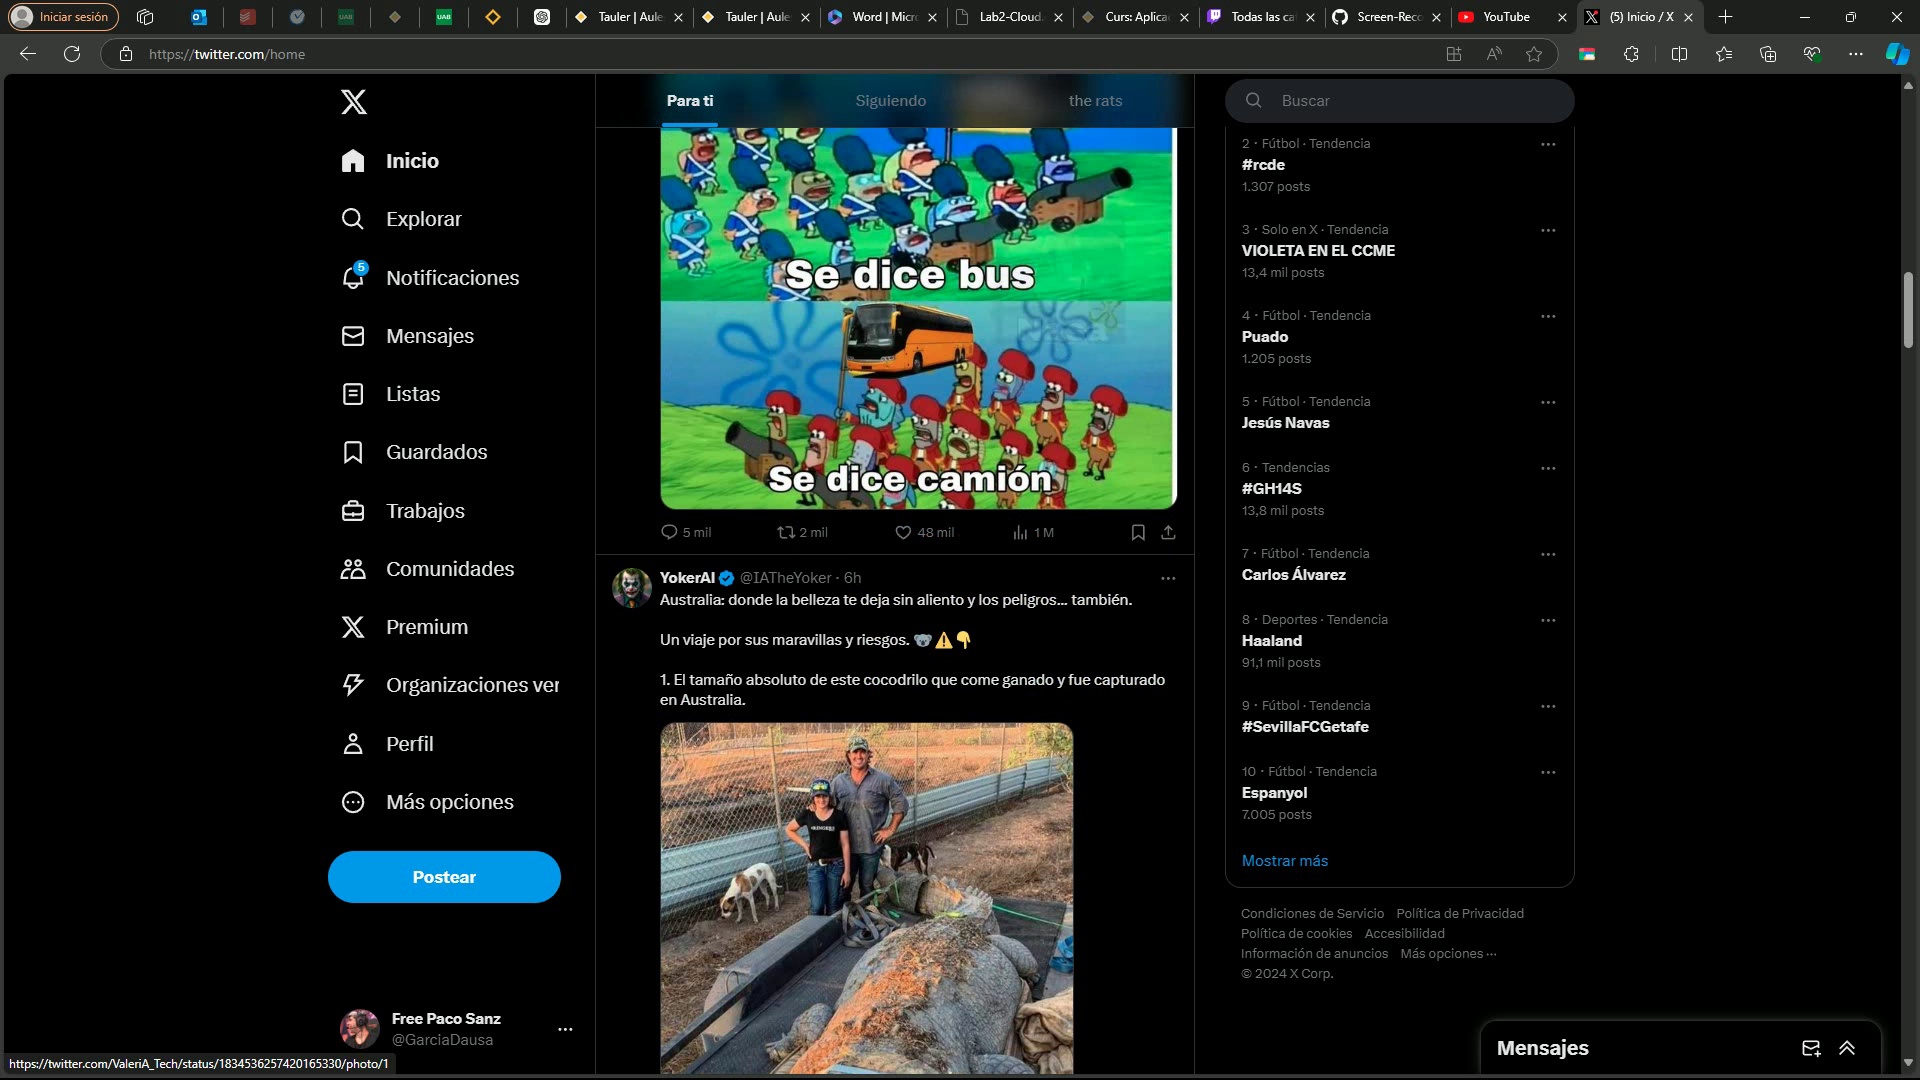 Iniciar sesión
UAB
UAB
Tauler | Aule
Tauler | Aule
Word | Micr
Lab2-Cloud
Curs: Aplica
Todas las ca
Screen-Reco
YouTube
(5) Inicio / X
https://twitter.com/home
Inicio
Explorar
5
Notificaciones
Mensajes
Listas
Guardados
Trabajos
Comunidades
Premium
Organizaciones ver
Perfil
Más opciones
Postear
Free Paco Sanz
@GarciaDausa
https://twitter.com/ValeriA_Tech/status/1834536257420165330/photo/1
Para ti
Siguiendo
the rats
Se dice bus
Se dice camión
5 mil
2 mil
48 mil
1 M
YokerAI @IATheYoker · 6h
Australia: donde la belleza te deja sin aliento y los peligros... también.
Un viaje por sus maravillas y riesgos. 🐨⚠️👇
1. El tamaño absoluto de este cocodrilo que come ganado y fue capturado
en Australia.
Buscar
2 · Fútbol · Tendencia
#rcde
1.307 posts
3 · Solo en X · Tendencia
VIOLETA EN EL CCME
13,4 mil posts
4 · Fútbol · Tendencia
Puado
1.205 posts
5 · Fútbol · Tendencia
Jesús Navas
6 · Tendencias
#GH14S
13,8 mil posts
7 · Fútbol · Tendencia
Carlos Álvarez
8 · Deportes · Tendencia
Haaland
91,1 mil posts
9 · Fútbol · Tendencia
#SevillaFCGetafe
10 · Fútbol · Tendencia
Espanyol
7.005 posts
Mostrar más
Condiciones de Servicio Política de Privacidad
Política de cookies Accesibilidad
Información de anuncios Más opciones ···
© 2024 X Corp.
Mensajes